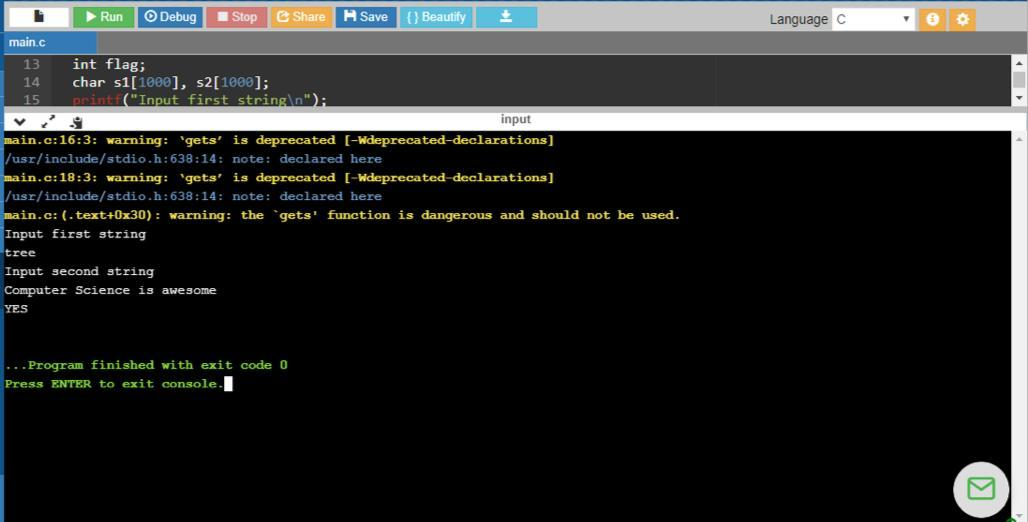 Run Debug Stop Share Save { } Beautify Language C
main.c
13 int flag;
14 char s1[1000], s2[1000];
15 printf("Input first string\n");
input
main.c:16:3: warning: ‘gets’ is deprecated [-Wdeprecated-declarations]
/usr/include/stdio.h:638:14: note: declared here
main.c:18:3: warning: ‘gets’ is deprecated [-Wdeprecated-declarations]
/usr/include/stdio.h:638:14: note: declared here
main.c:(.text+0x30): warning: the `gets' function is dangerous and should not be used.
Input first string
tree
Input second string
Computer Science is awesome
YES
...Program finished with exit code 0
Press ENTER to exit console.